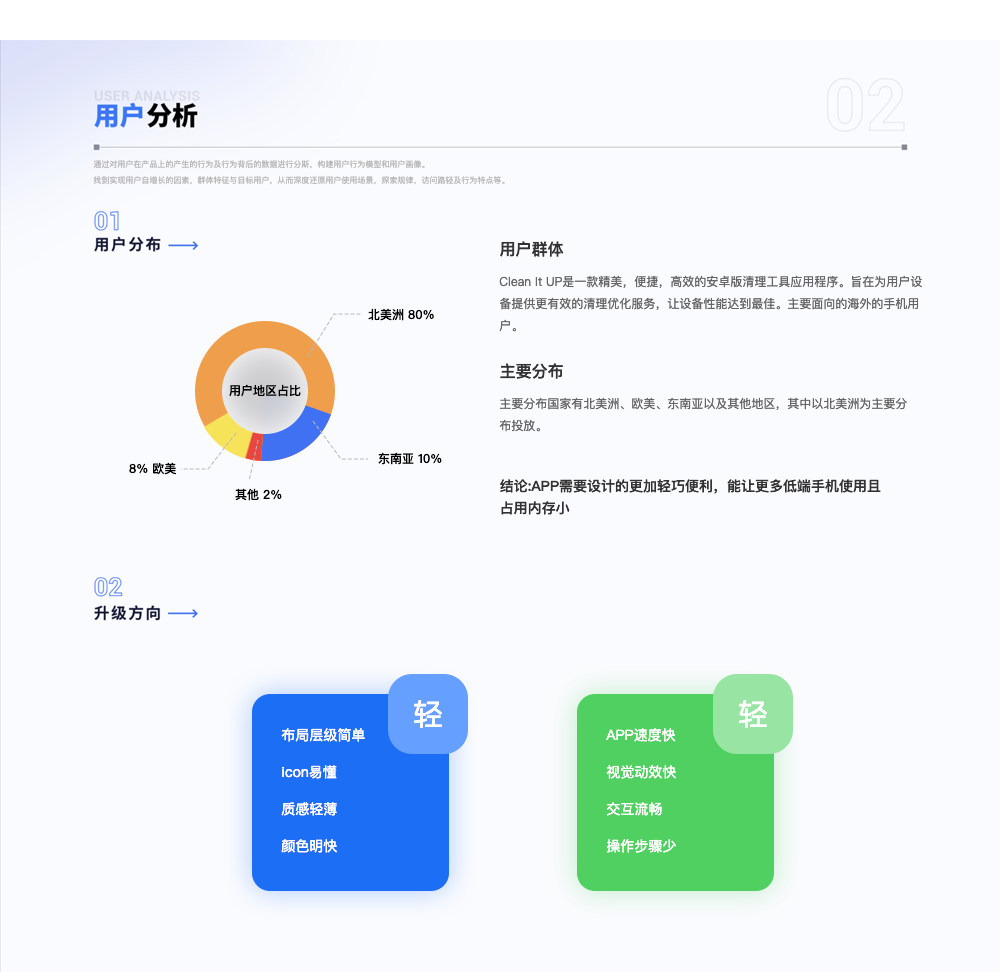 USER ANALYSIS
用户分析
02
通过对用户在产品上的产生的行为及行为背后的数据进行分斯，构建用户行为模型和用户画像。
找到实现用户自增长的因素，群体特征与目标用户，从而深度还原用户使用场景，探索规律，访问路轻及行为特点等。
01
用户分布
北美洲 80%
用户地区占比
东南亚 10%
8% 欧美
其他 2%
用户群体
Clean It UP是一款精美，便捷，高效的安卓版清理工具应用程序。旨在为用户设
备提供更有效的清理优化服务，让设备性能达到最佳。主要面向的海外的手机用
户。
主要分布
主要分布国家有北美洲、欧美、东南亚以及其他地区，其中以北美洲为主要分
布投放。
结论:APP需要设计的更加轻巧便利，能让更多低端手机使用且
占用内存小
02
升级方向
轻
布局层级简单
Icon易懂
质感轻薄
颜色明快
轻
APP速度快
视觉动效快
交互流畅
操作步骤少